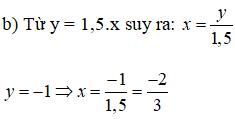 b) Từ y = 1,5.x suy ra: x = y/1,5
y = −1 ⇒ x = −1/1,5 = −2/3